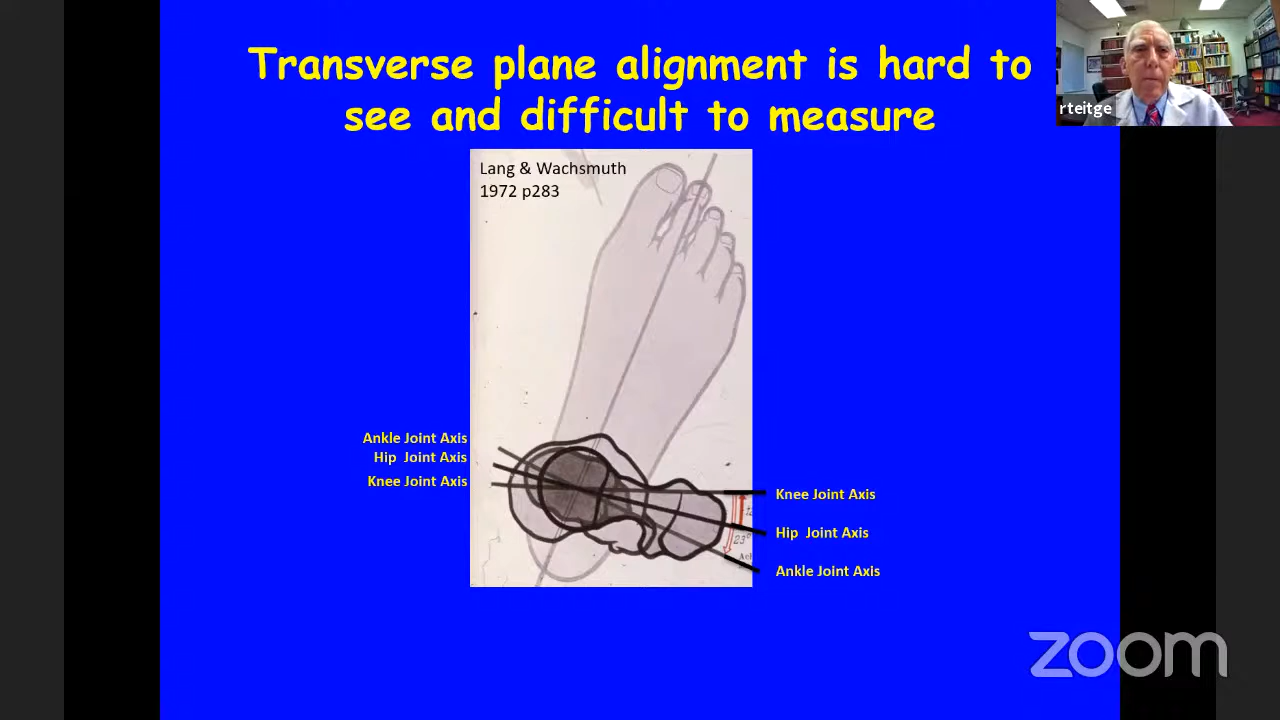 Transverse plane alignment is hard to
see and difficult to measure
rteitge
Lang & Wachsmuth
1972 p283
Ankle Joint Axis
Hip Joint Axis
Knee Joint Axis
Knee Joint Axis
Hip Joint Axis
Ankle Joint Axis
23°
zoom